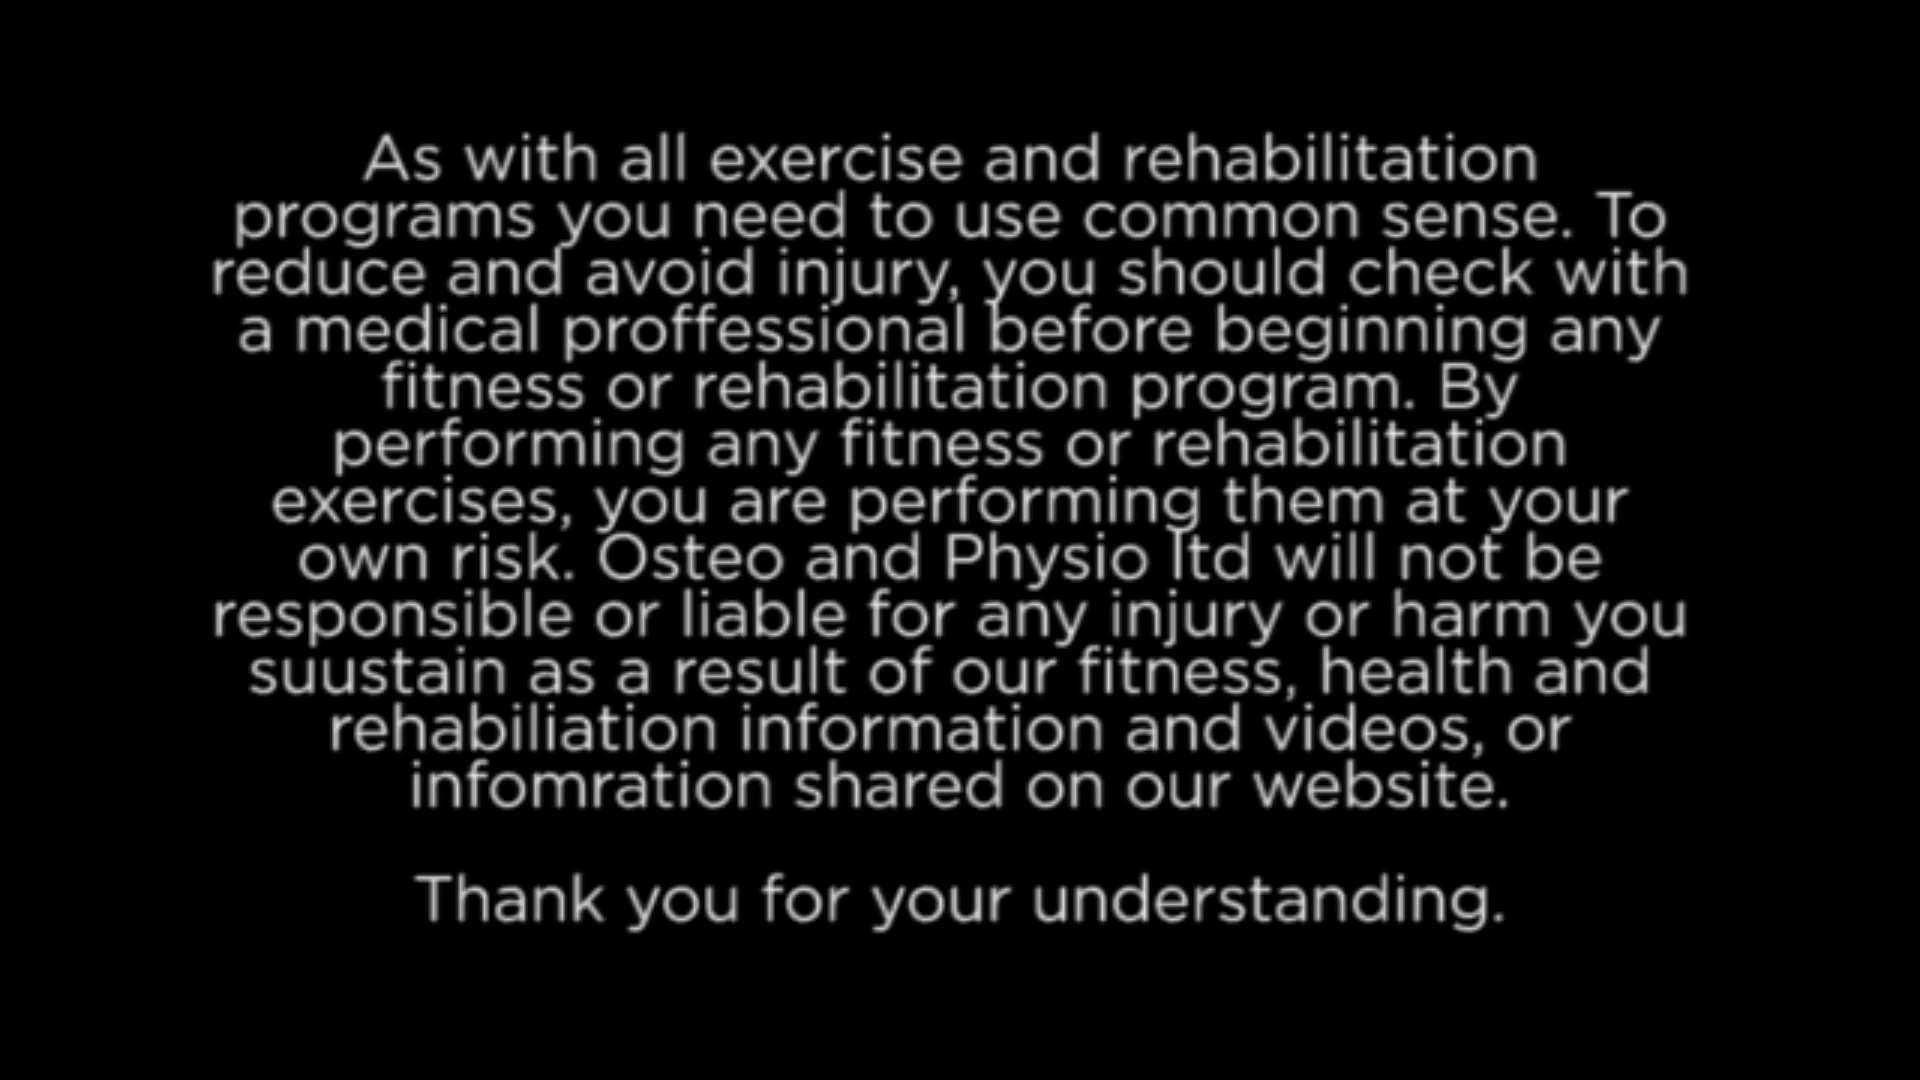 As with all exercise and rehabilitation
programs you need to use common sense. To
reduce and avoid injury, you should check with
a medical proffessional before beginning any
fitness or rehabilitation program. By
performing any fitness or rehabilitation
exercises, you are performing them at your
own risk. Osteo and Physio ltd will not be
responsible or liable for any injury or harm you
suustain as a result of our fitness, health and
rehabiliation information and videos, or
infomration shared on our website.
Thank you for your understanding.